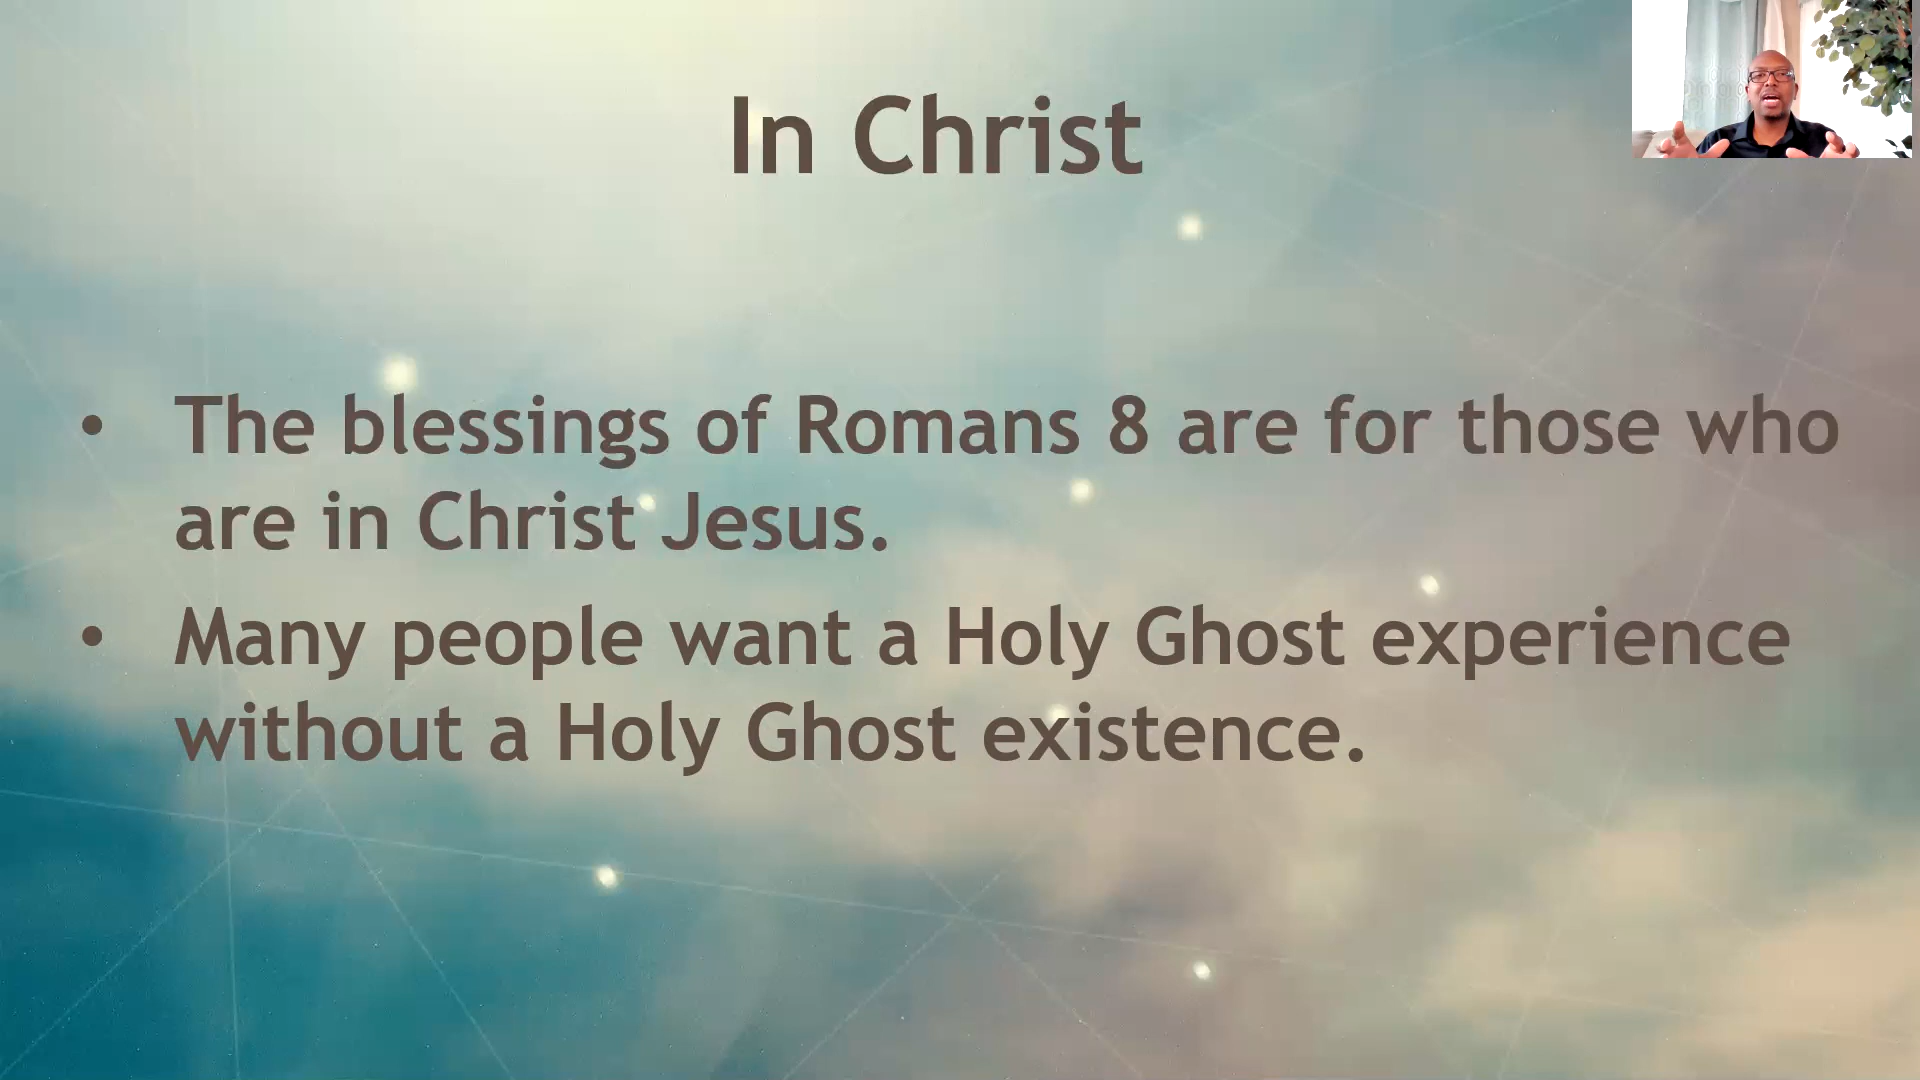 In Christ
• The blessings of Romans 8 are for those who
are in Christ Jesus.
• Many people want a Holy Ghost experience
without a Holy Ghost existence.